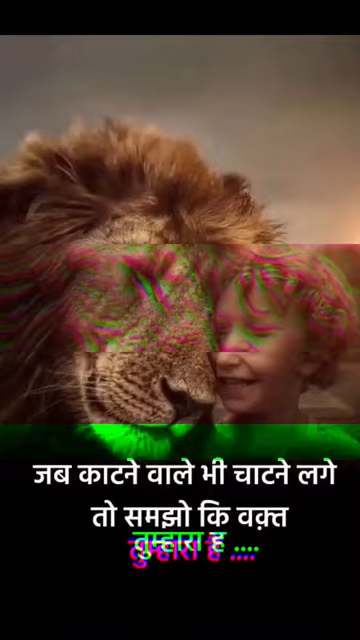 जब काटने वाले भी चाटने लगे
तो समझो कि वक़्त
तुम्हारा है ....